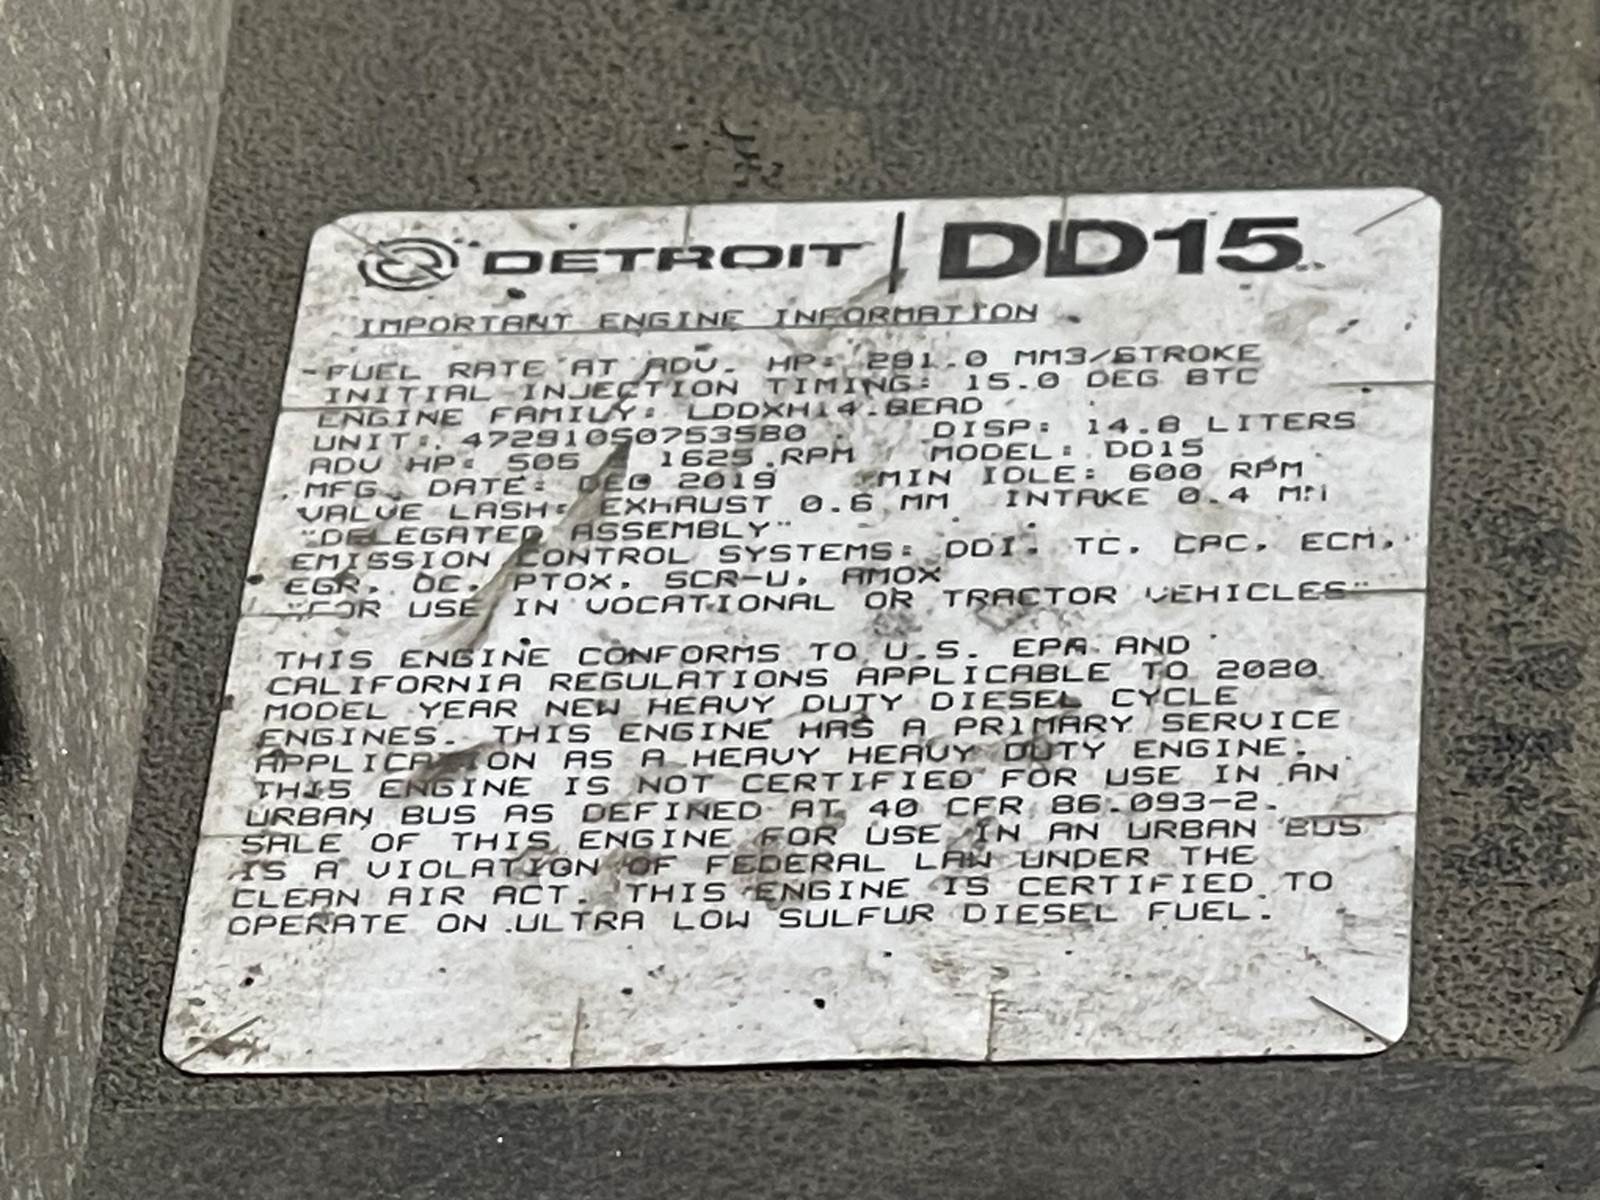 DETROIT | DD15
IMPORTANT ENGINE INFORMATION
FUEL RATE AT ADV. HP: 291.0 MM3/STROKE
INITIAL INJECTION TIMING: 15.0 DEG BTC
ENGINE FAMILY: LDDXH14.8EAD
UNIT: 472910S0753580 DISP: 14.8 LITERS
ADV HP: 505 1625 RPM MODEL: DD15
MFG. DATE: DEC 2019 MIN IDLE: 600 RPM
VALVE LASH: EXHAUST 0.6 MM INTAKE 0.4 MM
"DELEGATED ASSEMBLY"
EMISSION CONTROL SYSTEMS: DDI, TC, CAC, ECM,
EGR, OC, PTOX, SCR-U, AMOX
"FOR USE IN VOCATIONAL OR TRACTOR VEHICLES"
THIS ENGINE CONFORMS TO U.S. EPA AND
CALIFORNIA REGULATIONS APPLICABLE TO 2020
MODEL YEAR NEW HEAVY DUTY DIESEL CYCLE
ENGINES. THIS ENGINE HAS A PRIMARY SERVICE
APPLICATION AS A HEAVY HEAVY DUTY ENGINE.
THIS ENGINE IS NOT CERTIFIED FOR USE IN AN
URBAN BUS AS DEFINED AT 40 CFR 86.093-2.
SALE OF THIS ENGINE FOR USE IN AN URBAN BUS
IS A VIOLATION OF FEDERAL LAW UNDER THE
CLEAN AIR ACT. THIS ENGINE IS CERTIFIED TO
OPERATE ON ULTRA LOW SULFUR DIESEL FUEL.